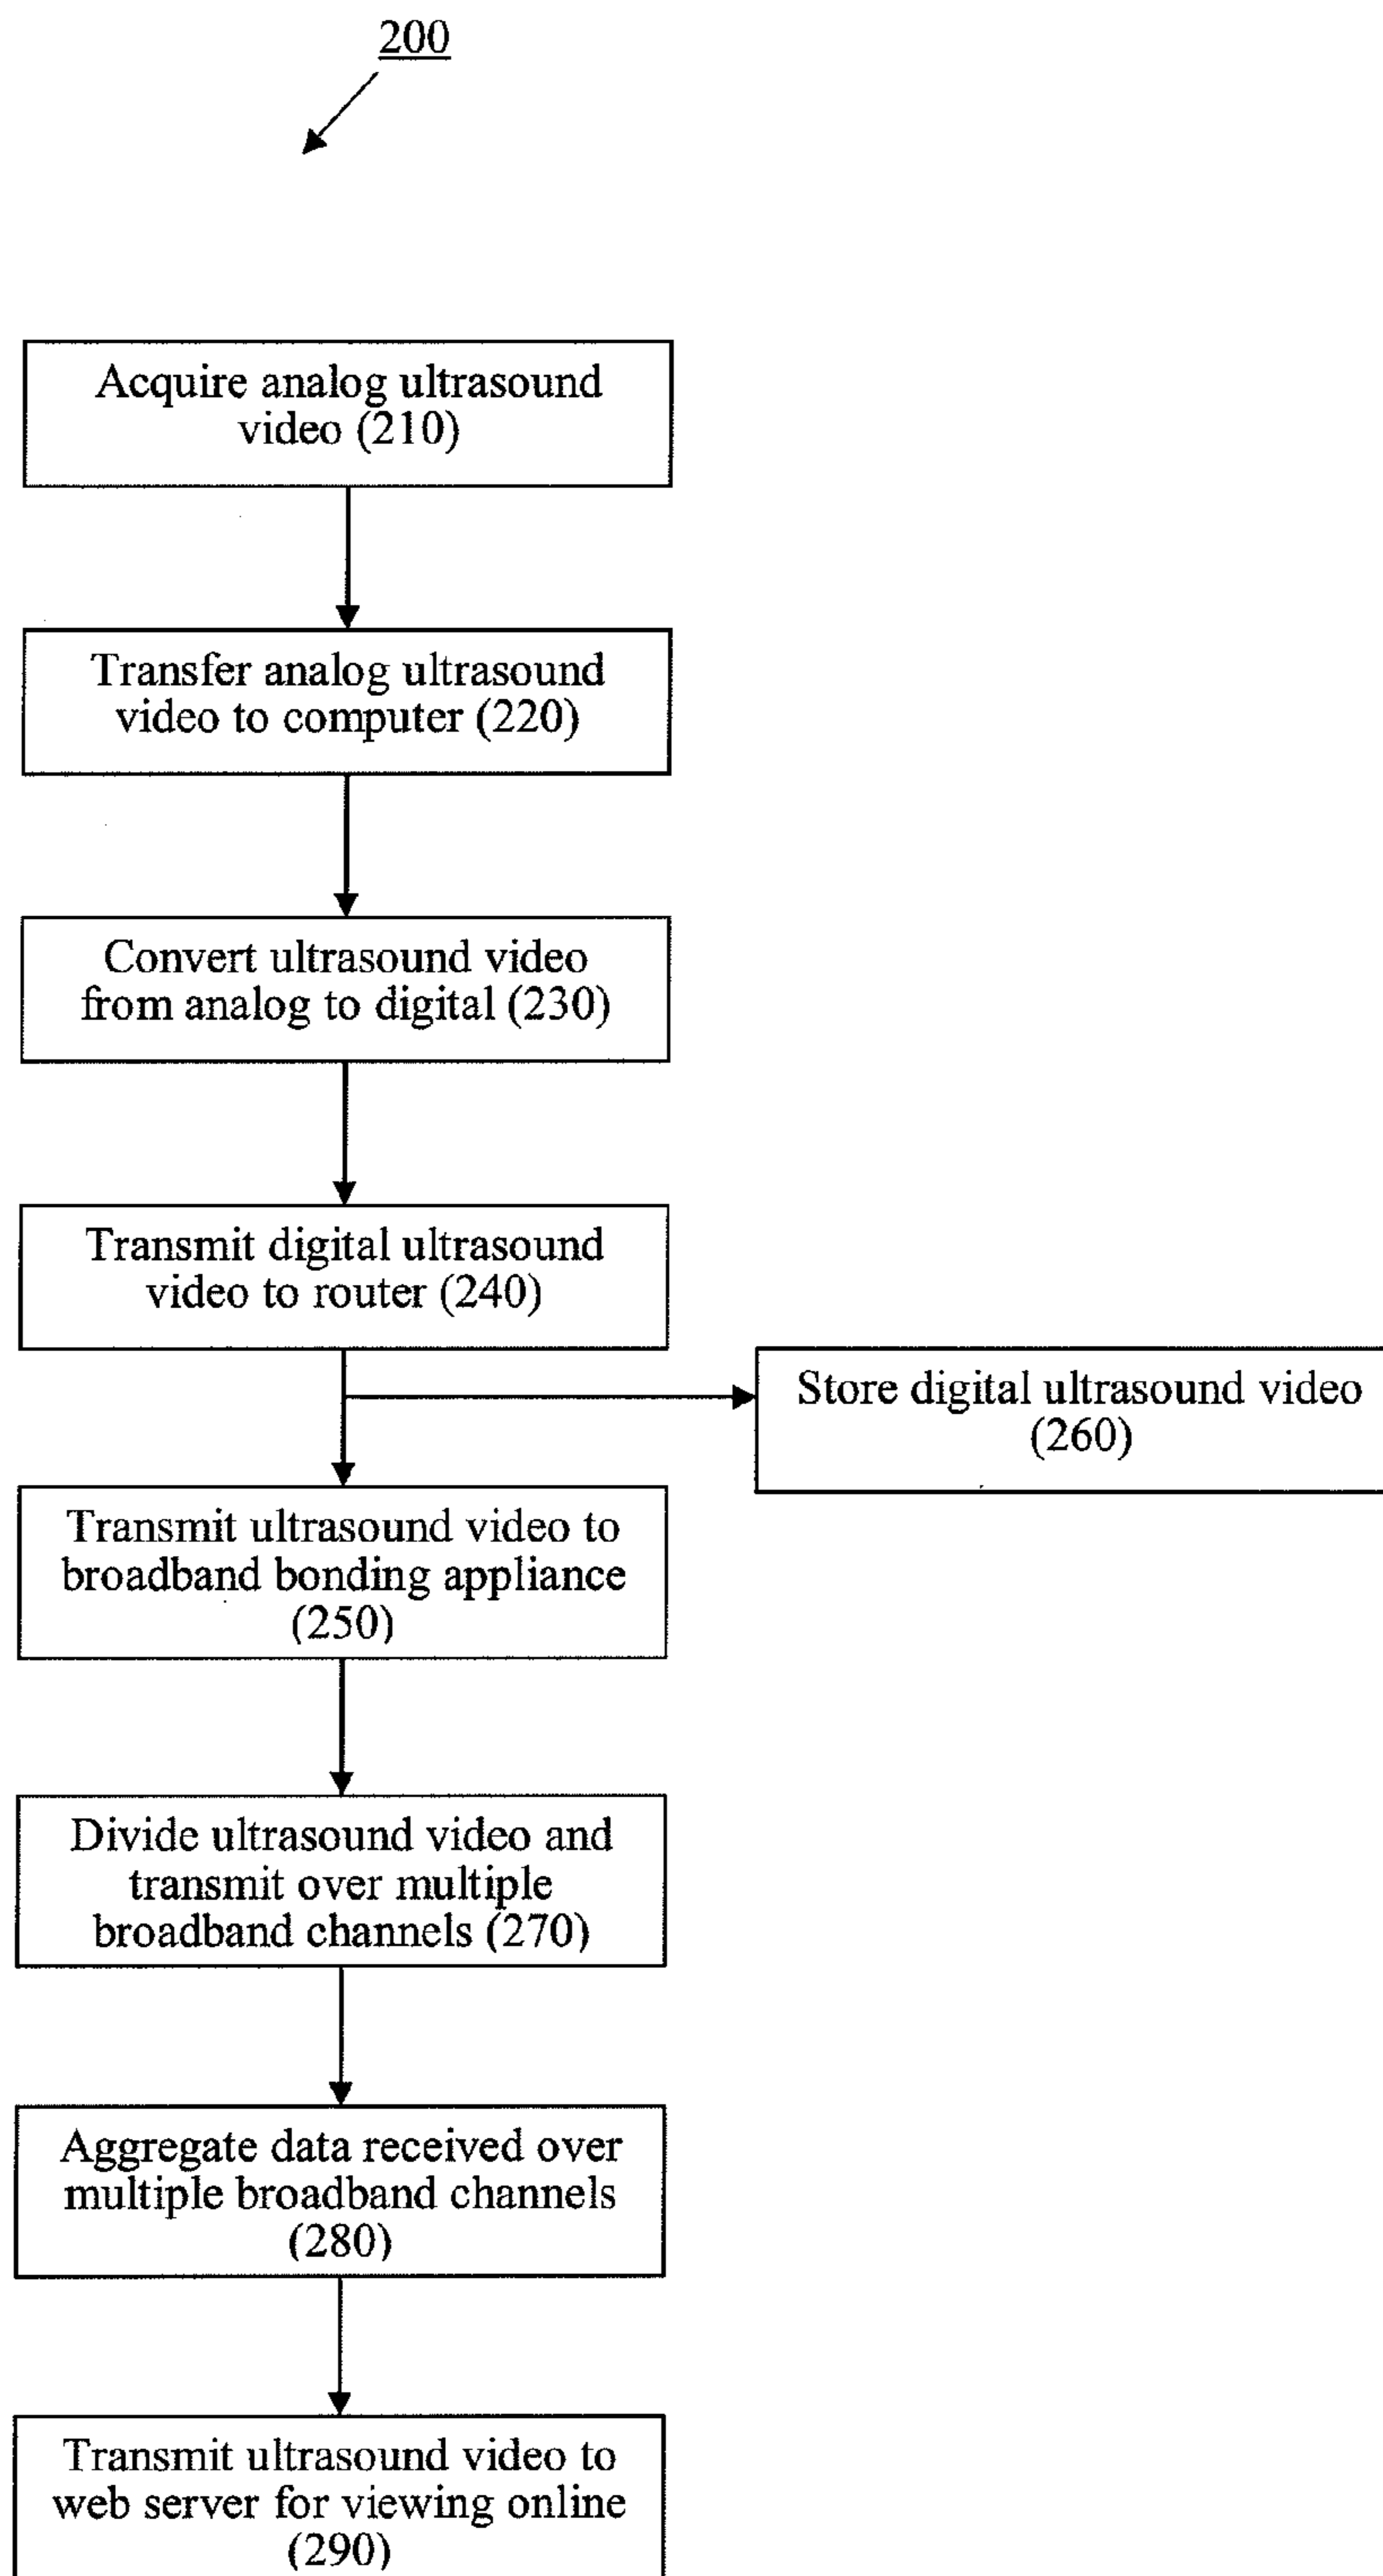 200
Acquire analog ultrasound
video (210)
Transfer analog ultrasound
video to computer (220)
Convert ultrasound video
from analog to digital (230)
Transmit digital ultrasound
video to router (240)
Store digital ultrasound video
(260)
Transmit ultrasound video to
broadband bonding appliance
(250)
Divide ultrasound video and
transmit over multiple
broadband channels (270)
Aggregate data received over
multiple broadband channels
(280)
Transmit ultrasound video to
web server for viewing online
(290)